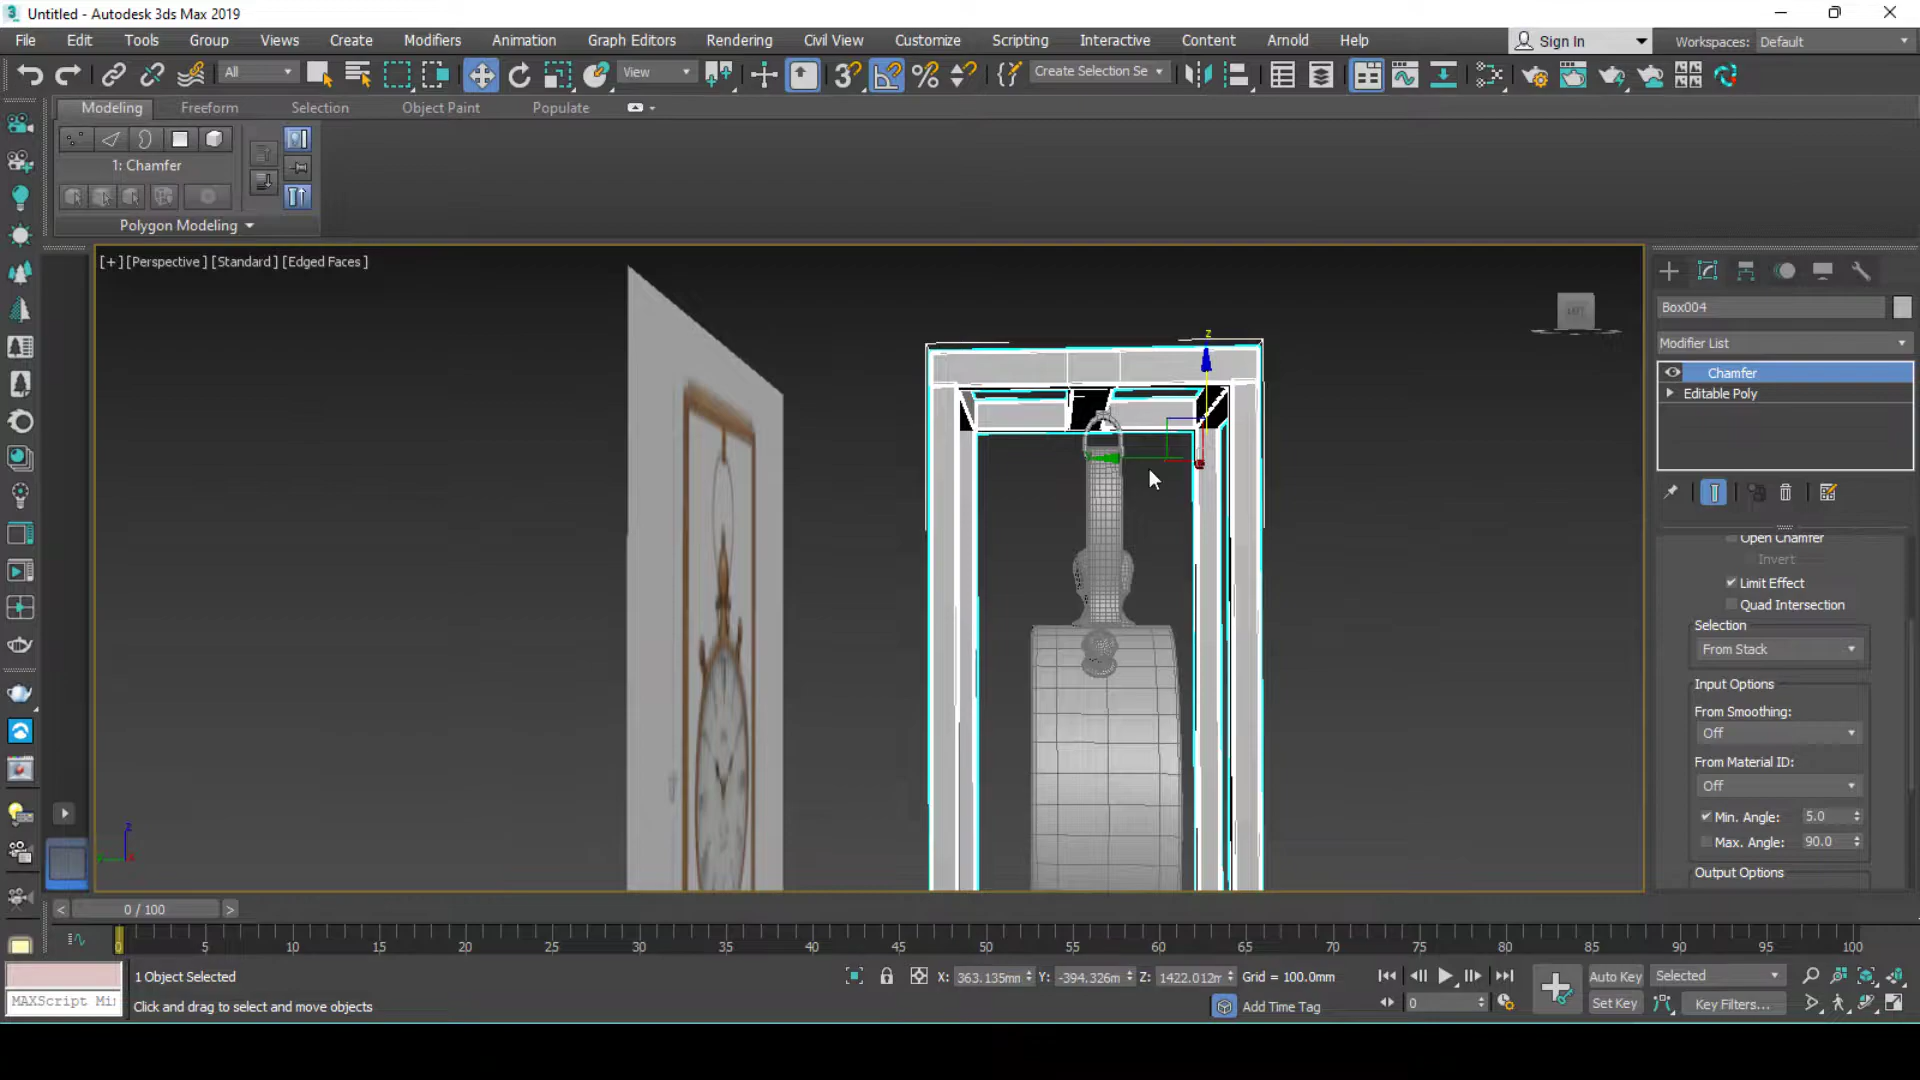 Untitled - Autodesk 3ds Max 2019
File Edit Tools Group Views Create Modifiers Animation Graph Editors Rendering Civil View Customize Scripting Interactive Content Arnold Help
Sign In
Workspaces: Default
All
View
Create Selection Se
Modeling Freeform Selection Object Paint Populate
1: Chamfer
Polygon Modeling
[+] [Perspective] [Standard] [Edged Faces]
z
LEFT
Box004
Modifier List
Chamfer
Editable Poly
Open Chamfer
Invert
Limit Effect
Quad Intersection
Selection
From Stack
Input Options
From Smoothing:
Off
From Material ID:
Off
Min. Angle: 5.0
Max. Angle: 90.0
Output Options
z
< 0 / 100 >
0 5 10 15 20 25 30 35 40 45 50 55 60 65 70 75 80 85 90 95 100
1 Object Selected
X: 363.135mm Y: -394.326m Z: 1422.012m Grid = 100.0mm
Auto Key Selected
MAXScript Mi
Click and drag to select and move objects
Add Time Tag
0
Set Key Key Filters...